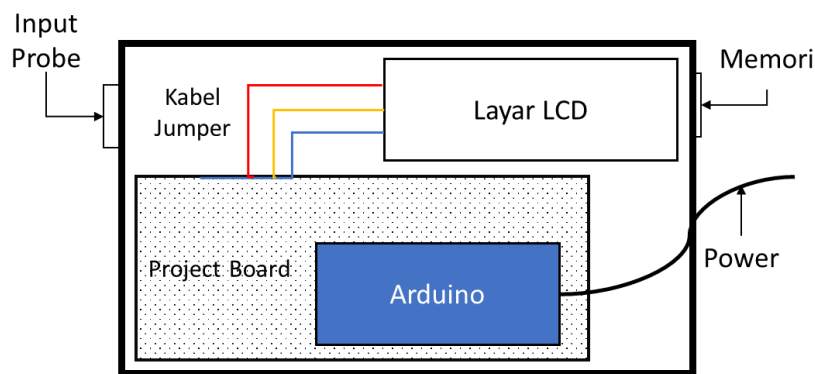 Input
Probe
Kabel
Jumper
Layar LCD
Memori
Project Board
Arduino
Power